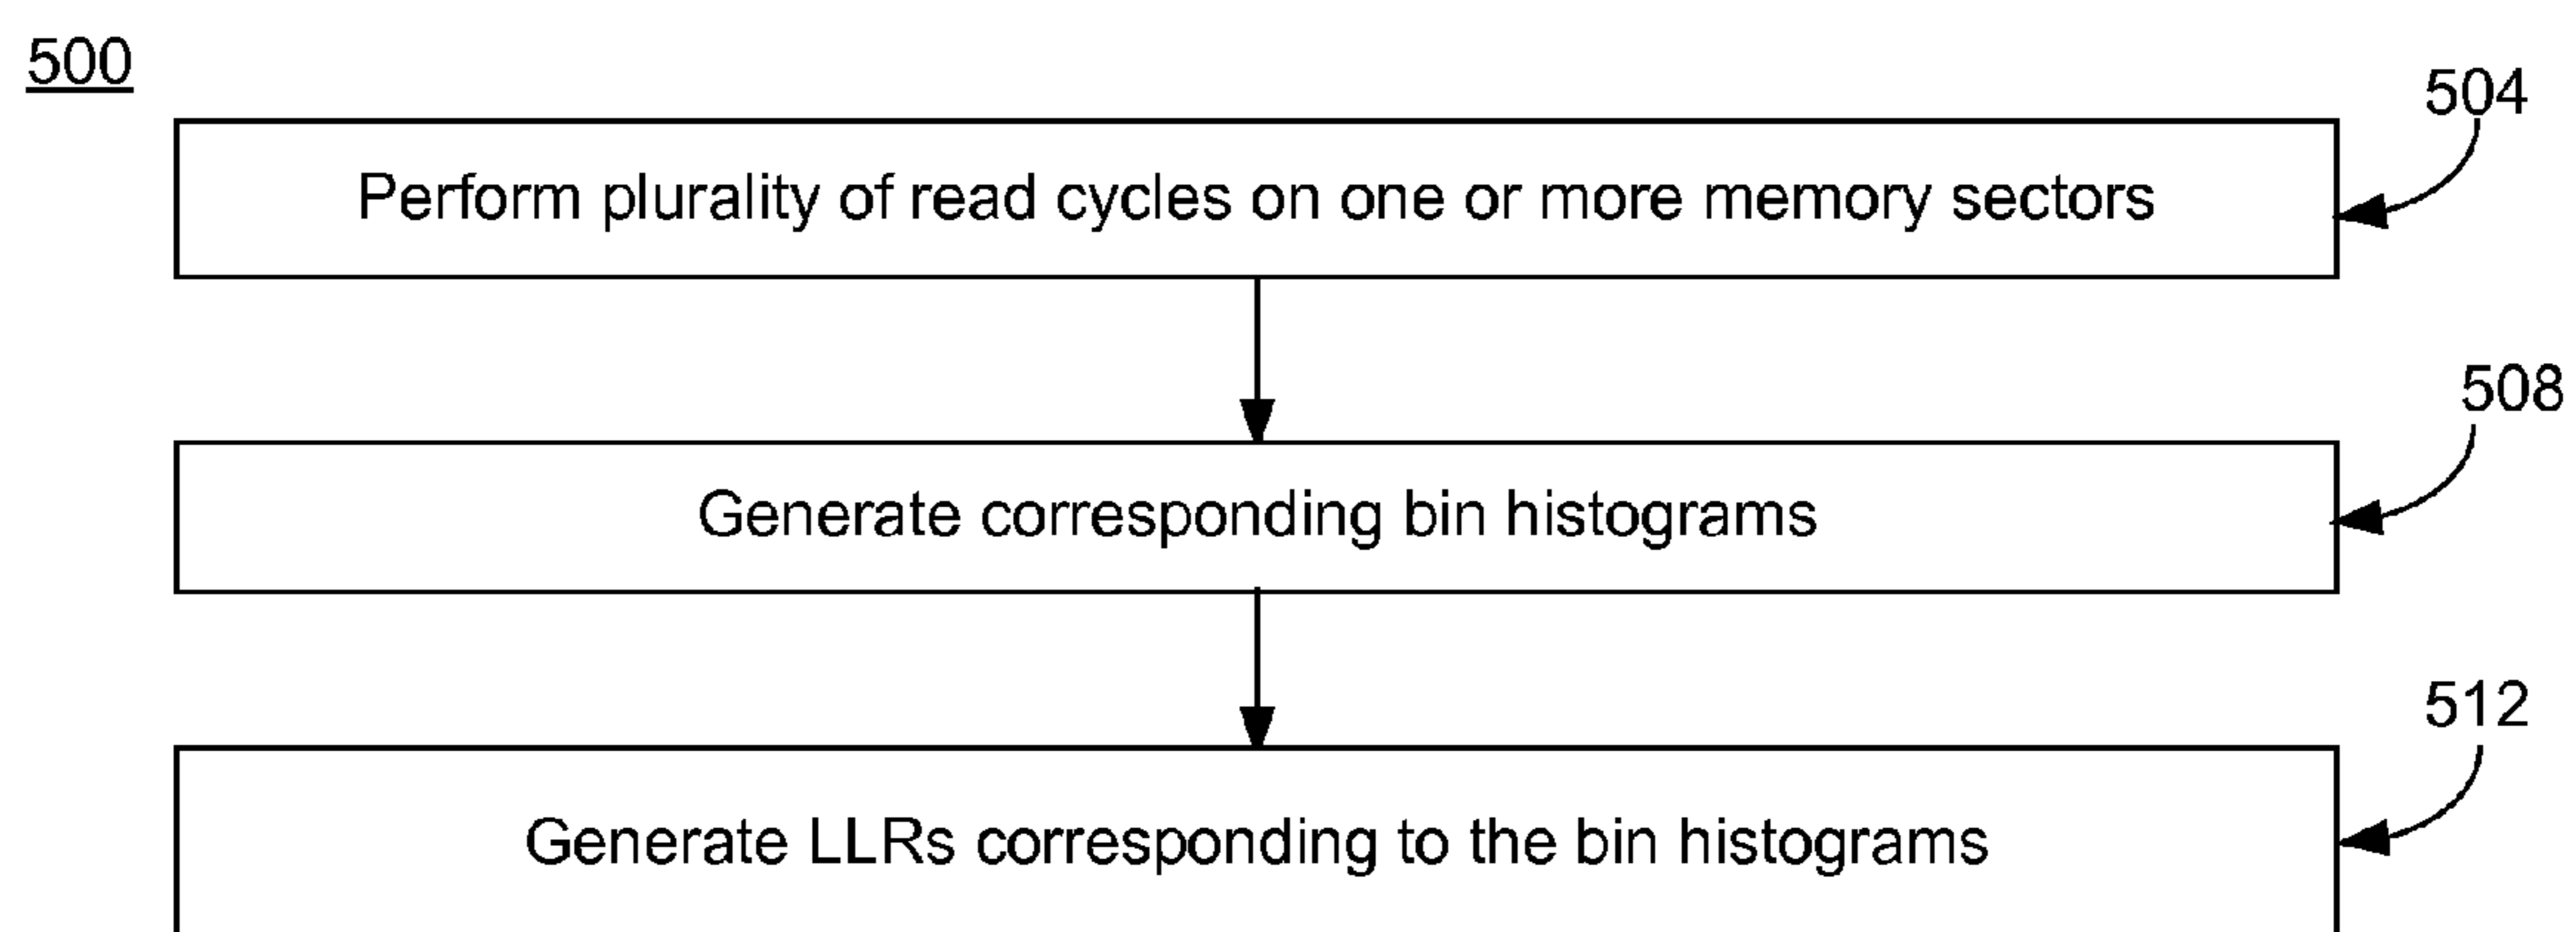 500
504
Perform plurality of read cycles on one or more memory sectors
508
Generate corresponding bin histograms
512
Generate LLRs corresponding to the bin histograms